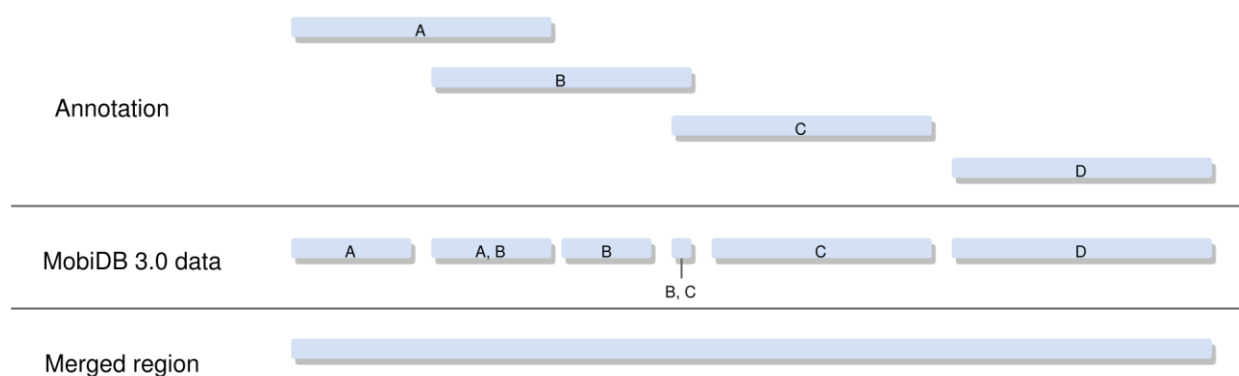 A
B
Annotation
C
D
MobiDB 3.0 data
A
A, B
B
B, C
C
D
Merged region